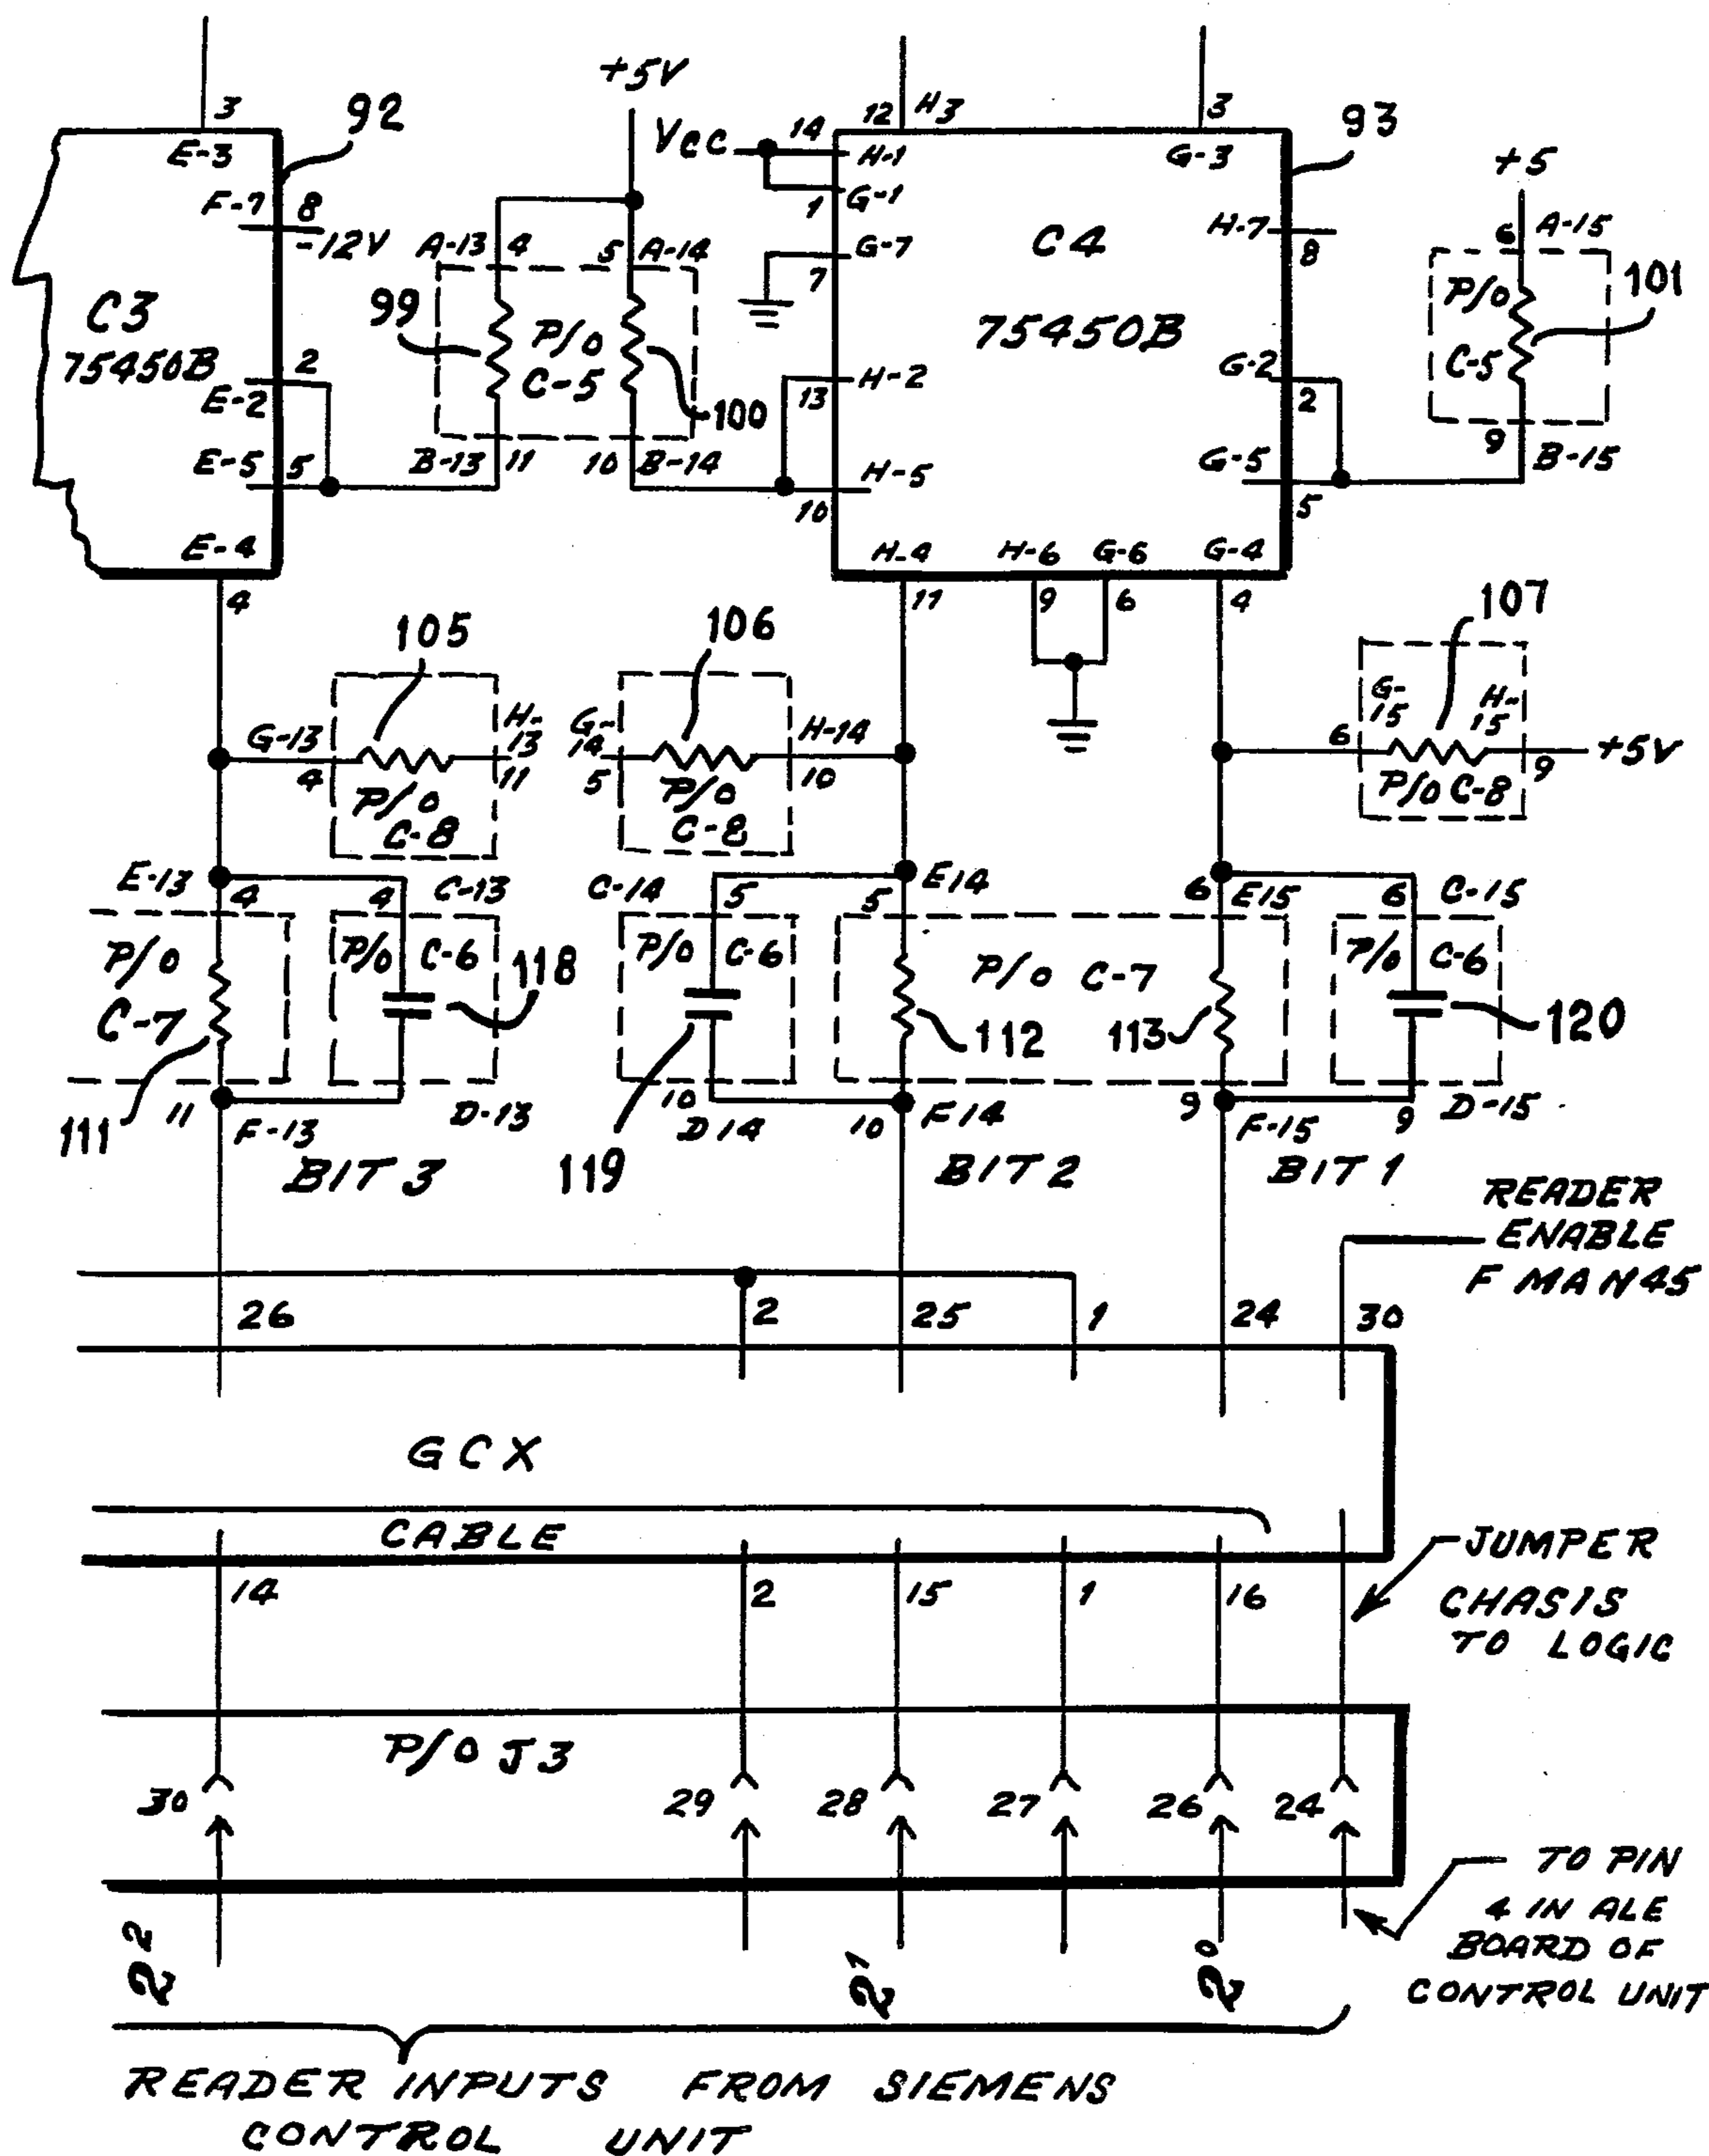 3
92
+5V
12
H3
3
93
E-3
Vcc
14
H-1
G-3
+5
F-7
8
-12V
1
G-1
C4
H-7
8
6
A-15
A-13
4
5
A-14
7
G-7
P/O
C-5
101
C3
75450B
99
P/O
C-5
75450B
2
E-2
100
13
H-2
G-2
2
9
B-15
E-5
5
B-13
11
10
B-14
H-5
10
G-5
5
E-4
H-4
H-6
G-6
G-4
4
11
9
6
4
105
106
107
G-13
4
H-13
11
G-14
5
H-14
10
6
G-15
H-15
9
+5V
P/O
C-8
P/O
C-8
P/O C-8
E-13
4
4
C-13
C-14
5
5
E14
6
E15
6
C-15
P/O
C-7
P/O
C-6
118
P/O
C-6
P/O C-7
P/O
C-6
112
113
120
111
11
F-13
D-13
119
10
D14
10
F14
9
F-15
9
D-15
BIT 3
BIT 2
BIT 1
READER
ENABLE
F MAN45
26
2
25
1
24
30
GCX
CABLE
JUMPER
CHASIS
TO LOGIC
14
2
15
1
16
P/O J3
30
29
28
27
26
24
TO PIN
4 IN ALE
BOARD OF
CONTROL UNIT
2²
2¹
2⁰
READER INPUTS FROM SIEMENS
CONTROL UNIT